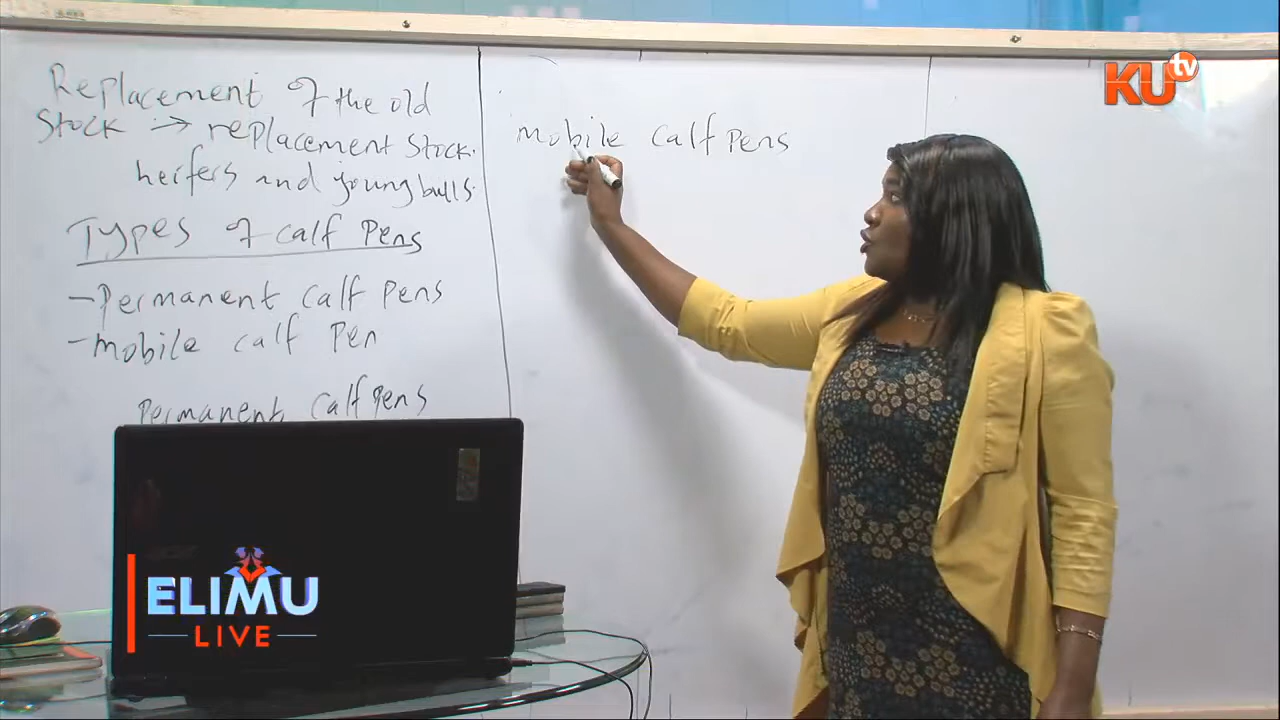 Replacement of the old
Stock → replacement Stock.
heifers and young bulls.
Types of calf Pens
- Permanent calf pens
- mobile calf Pen
Permanent calf Pens
mobile calf Pens
KU tv
ELIMU
LIVE